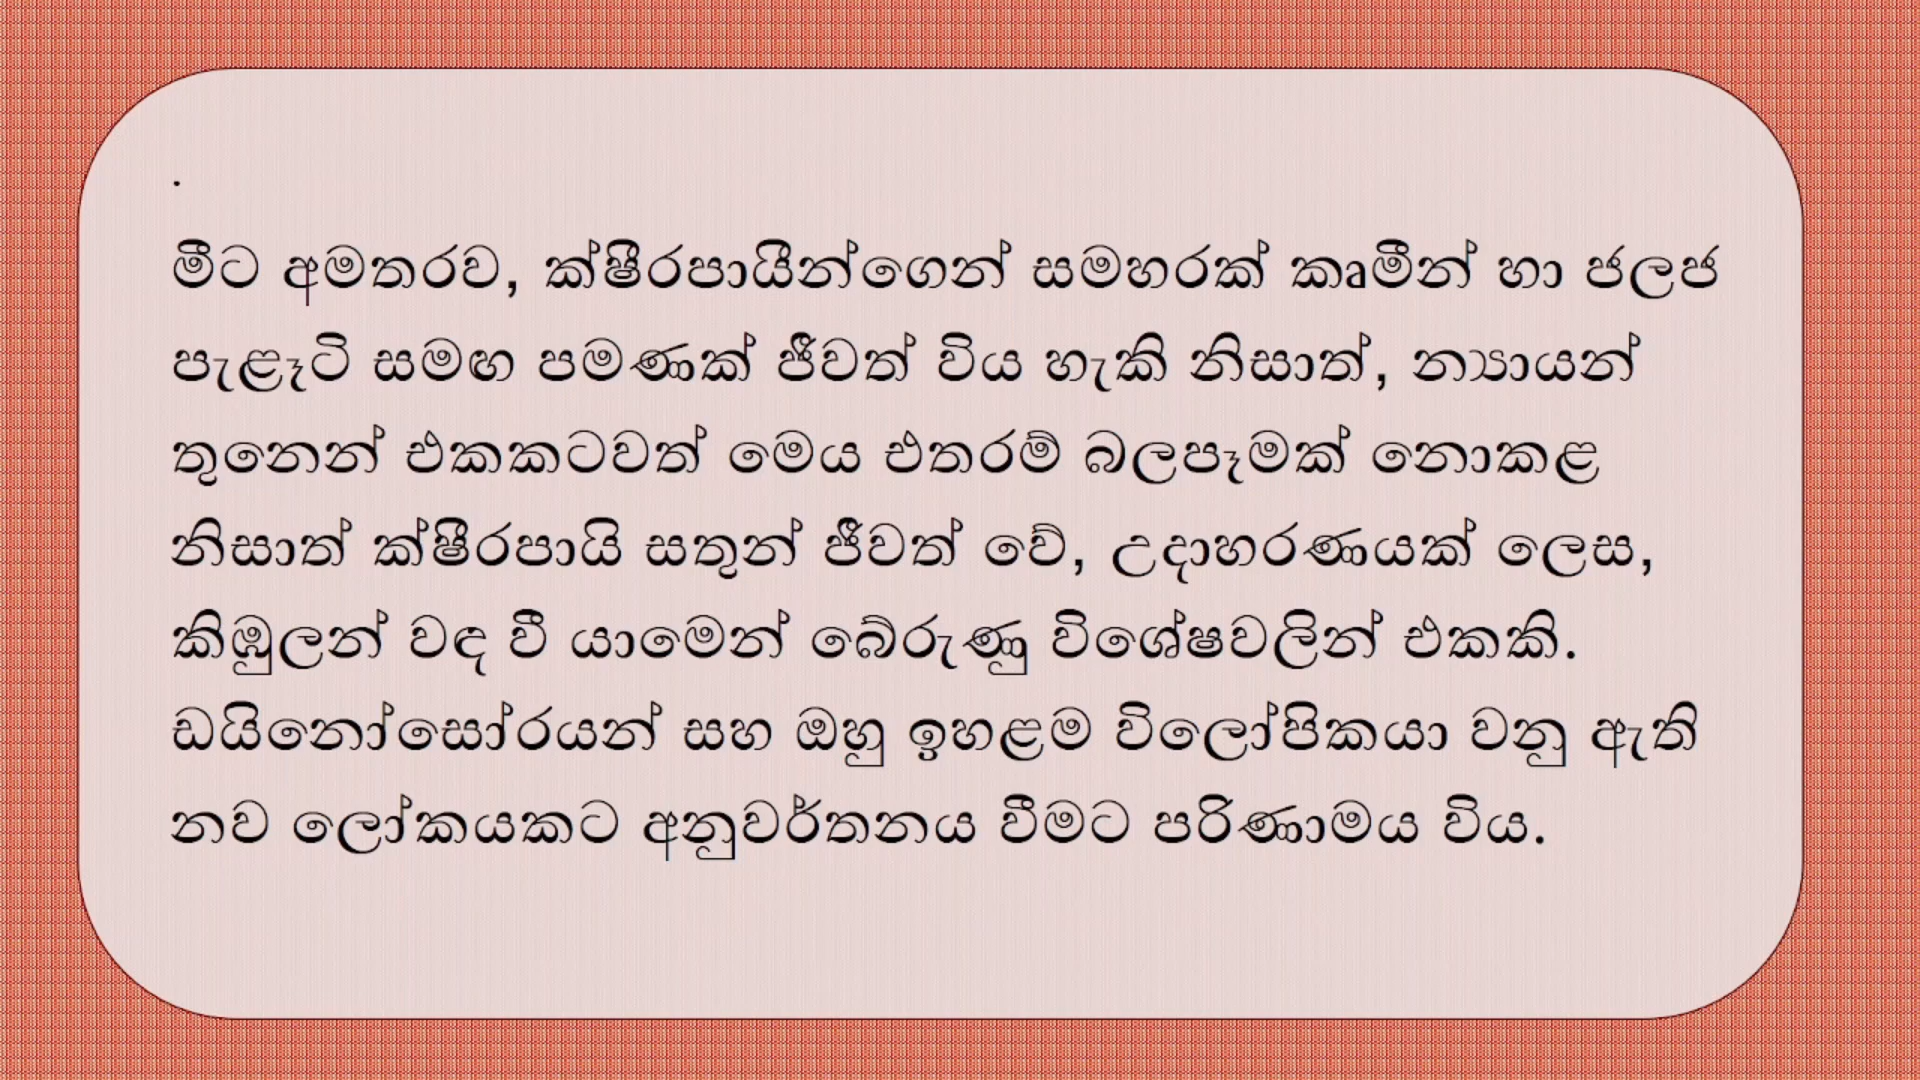 .
මීට අමතරව, ක්ෂීරපායීන්ගෙන් සමහරක් කෘමීන් හා ජලජ
පැළෑටි සමඟ පමණක් ජීවත් විය හැකි නිසාත්, න්‍යායන්
තුනෙන් එකකටවත් මෙය එතරම් බලපෑමක් නොකළ
නිසාත් ක්ෂීරපායි සතුන් ජීවත් වේ, උදාහරණයක් ලෙස,
කිඹුලන් වඳ වී යාමෙන් බේරුණු විශේෂවලින් එකකි.
ඩයිනෝසෝරයන් සහ ඔහු ඉහළම විලෝපිකයා වනු ඇති
නව ලෝකයකට අනුවර්තනය වීමට පරිණාමය විය.